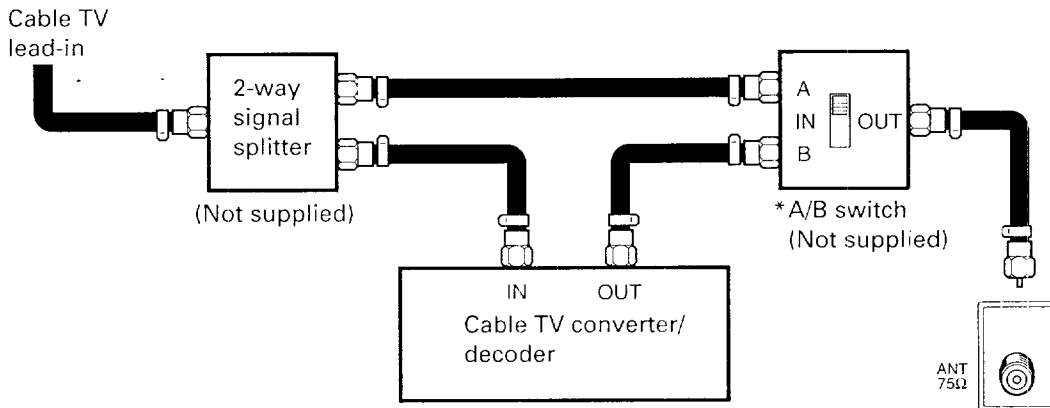 Cable TV
lead-in
2-way
signal
splitter
(Not supplied)
A
IN
OUT
B
*A/B switch
(Not supplied)
IN
OUT
Cable TV converter/
decoder
ANT
75Ω